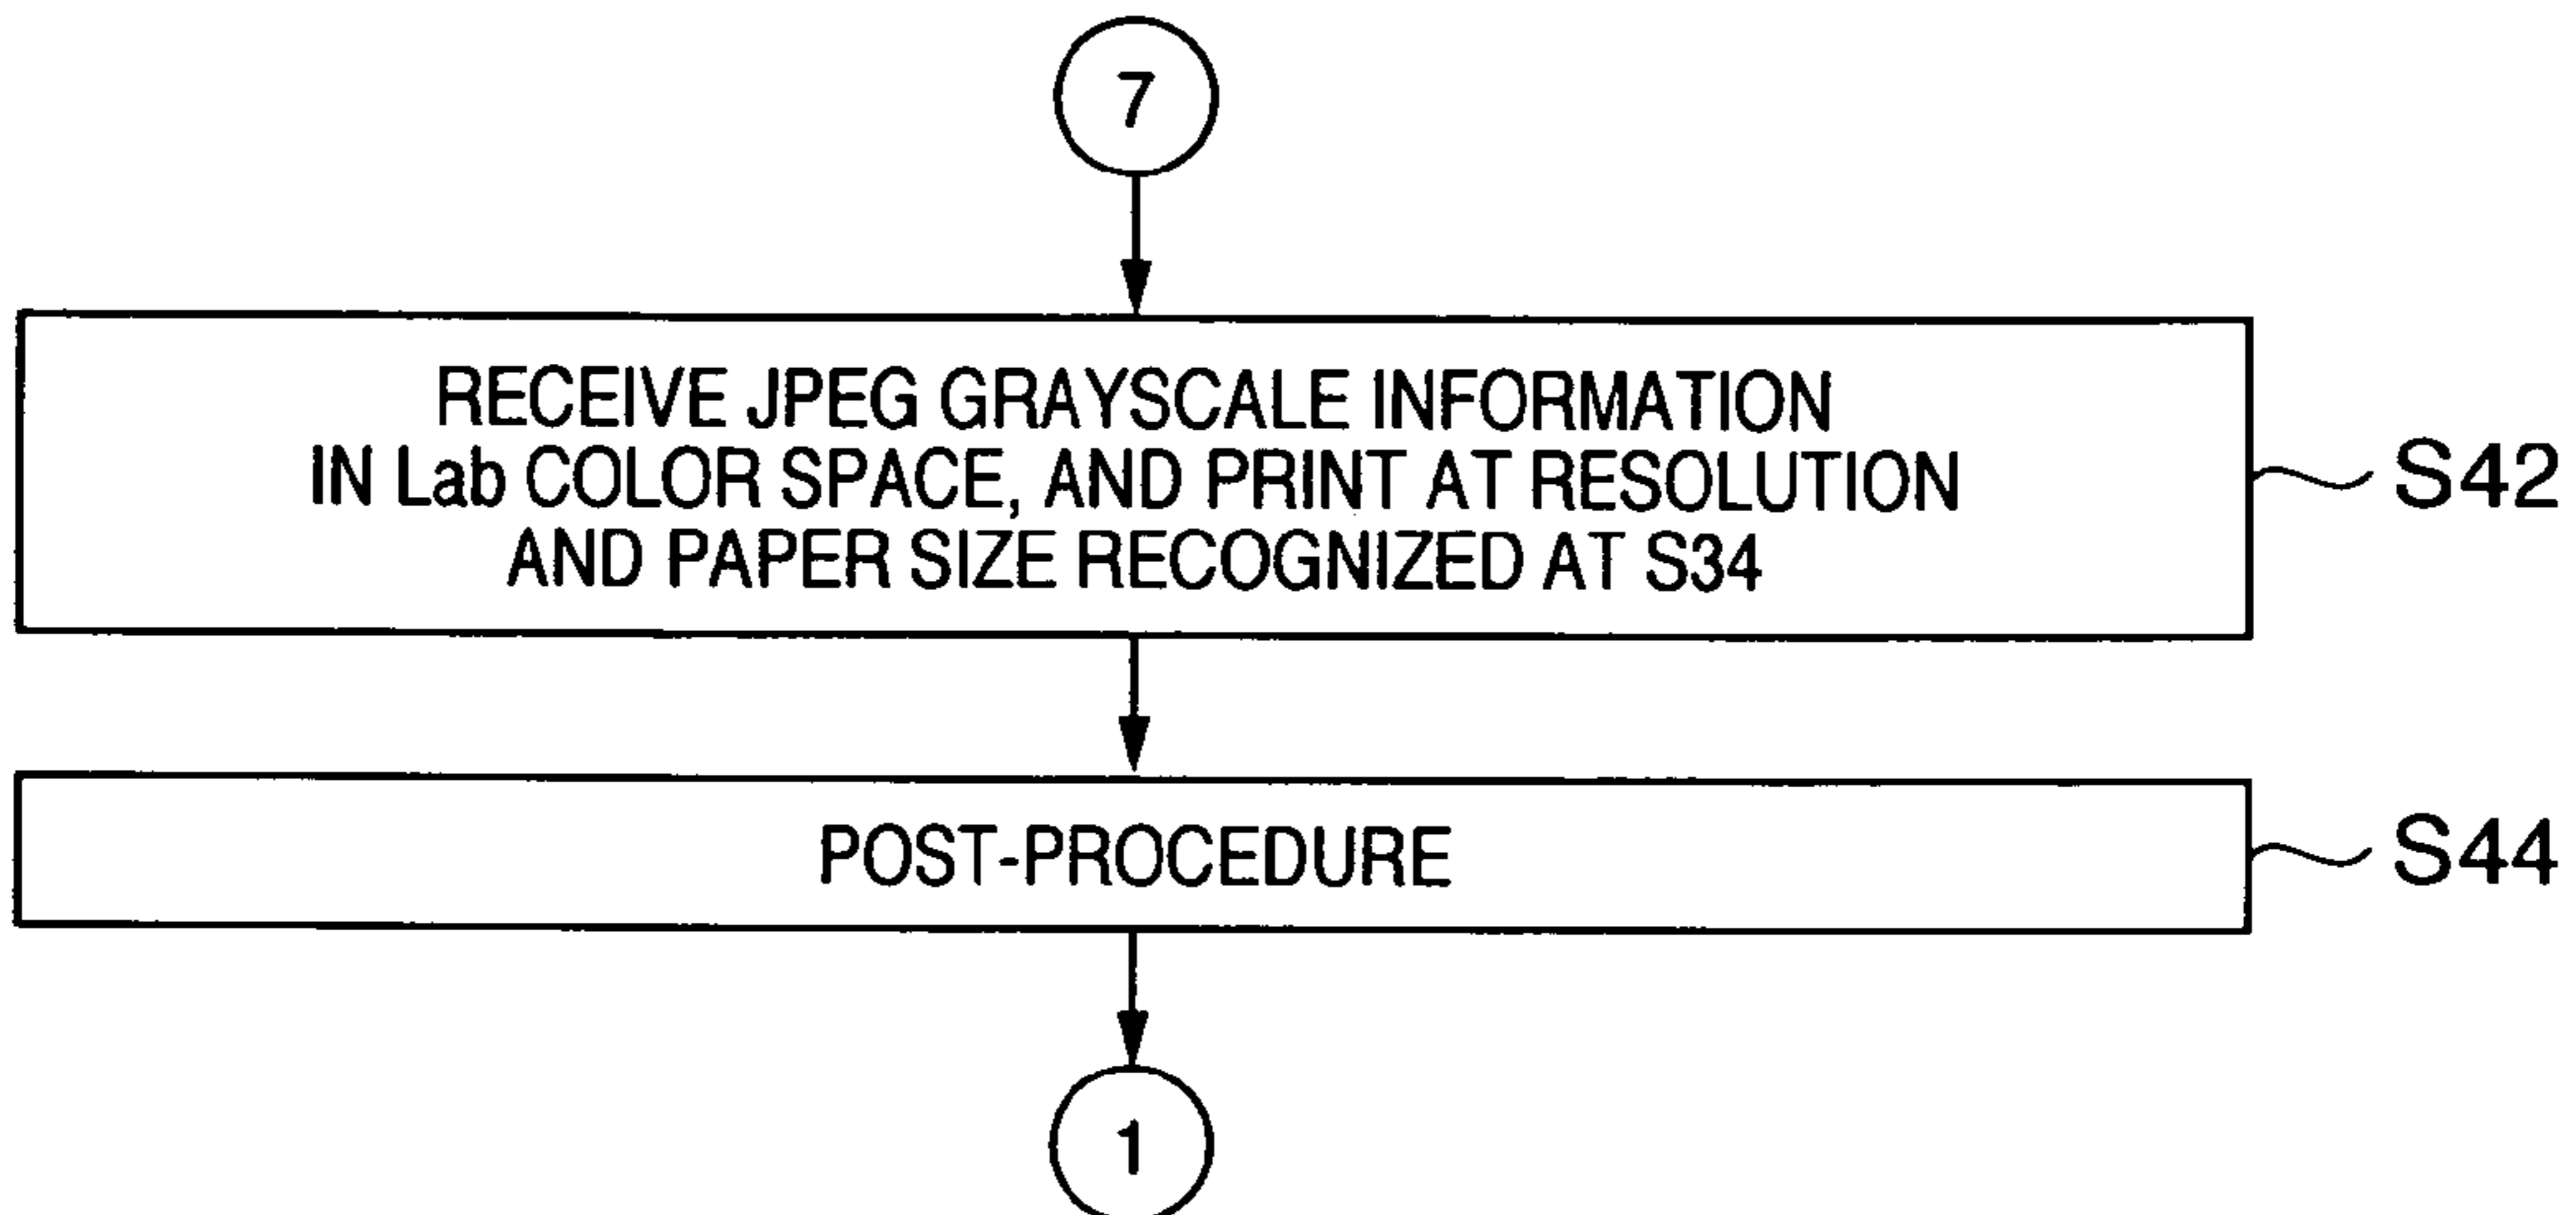 7
RECEIVE JPEG GRAYSCALE INFORMATION
IN Lab COLOR SPACE, AND PRINT AT RESOLUTION
AND PAPER SIZE RECOGNIZED AT S34
S42
POST-PROCEDURE
S44
1